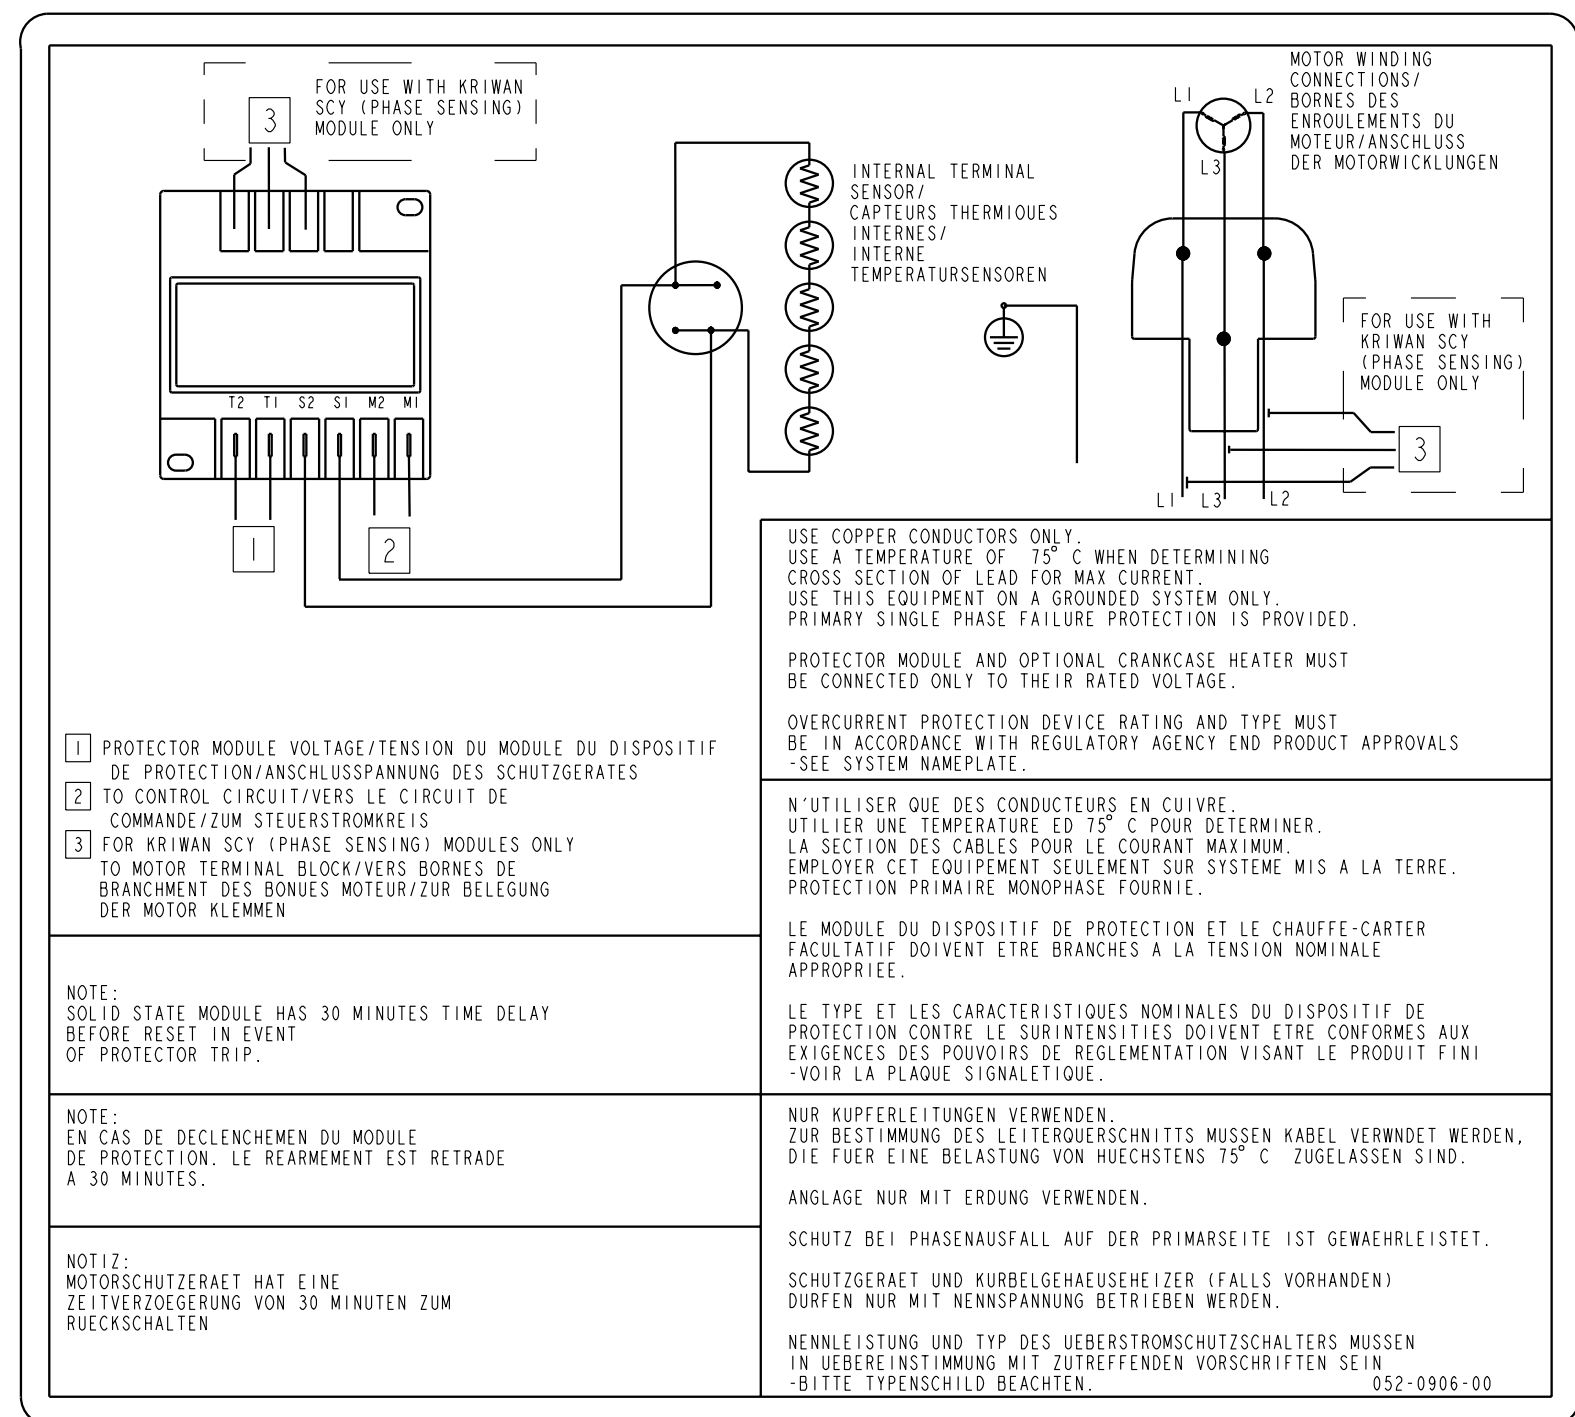 FOR USE WITH KRIWAN
SCY (PHASE SENSING)
MODULE ONLY
3
T2 T1 S2 S1 M2 M1
1
2
INTERNAL TERMINAL
SENSOR/
CAPTEURS THERMIOUES
INTERNES/
INTERNE
TEMPERATURSENSOREN
MOTOR WINDING
CONNECTIONS/
BORNES DES
ENROULEMENTS DU
MOTEUR/ANSCHLUSS
DER MOTORWICKLUNGEN
L1
L2
L3
FOR USE WITH
KRIWAN SCY
(PHASE SENSING)
MODULE ONLY
3
L1 L3 L2
1 PROTECTOR MODULE VOLTAGE/TENSION DU MODULE DU DISPOSITIF
DE PROTECTION/ANSCHLUSSPANNUNG DES SCHUTZGERATES
2 TO CONTROL CIRCUIT/VERS LE CIRCUIT DE
COMMANDE/ZUM STEUERSTROMKREIS
3 FOR KRIWAN SCY (PHASE SENSING) MODULES ONLY
TO MOTOR TERMINAL BLOCK/VERS BORNES DE
BRANCHMENT DES BONUES MOTEUR/ZUR BELEGUNG
DER MOTOR KLEMMEN
NOTE:
SOLID STATE MODULE HAS 30 MINUTES TIME DELAY
BEFORE RESET IN EVENT
OF PROTECTOR TRIP.
NOTE:
EN CAS DE DECLENCHEMEN DU MODULE
DE PROTECTION. LE REARMEMENT EST RETRADE
A 30 MINUTES.
NOTIZ:
MOTORSCHUTZERAET HAT EINE
ZEITVERZOEGERUNG VON 30 MINUTEN ZUM
RUECKSCHALTEN
USE COPPER CONDUCTORS ONLY.
USE A TEMPERATURE OF 75° C WHEN DETERMINING
CROSS SECTION OF LEAD FOR MAX CURRENT.
USE THIS EQUIPMENT ON A GROUNDED SYSTEM ONLY.
PRIMARY SINGLE PHASE FAILURE PROTECTION IS PROVIDED.
PROTECTOR MODULE AND OPTIONAL CRANKCASE HEATER MUST
BE CONNECTED ONLY TO THEIR RATED VOLTAGE.
OVERCURRENT PROTECTION DEVICE RATING AND TYPE MUST
BE IN ACCORDANCE WITH REGULATORY AGENCY END PRODUCT APPROVALS
-SEE SYSTEM NAMEPLATE.
N'UTILISER QUE DES CONDUCTEURS EN CUIVRE.
UTILIER UNE TEMPERATURE ED 75° C POUR DETERMINER.
LA SECTION DES CABLES POUR LE COURANT MAXIMUM.
EMPLOYER CET EQUIPEMENT SEULEMENT SUR SYSTEME MIS A LA TERRE.
PROTECTION PRIMAIRE MONOPHASE FOURNIE.
LE MODULE DU DISPOSITIF DE PROTECTION ET LE CHAUFFE-CARTER
FACULTATIF DOIVENT ETRE BRANCHES A LA TENSION NOMINALE
APPROPRIEE.
LE TYPE ET LES CARACTERISTIQUES NOMINALES DU DISPOSITIF DE
PROTECTION CONTRE LE SURINTENSITIES DOIVENT ETRE CONFORMES AUX
EXIGENCES DES POUVOIRS DE REGLEMENTATION VISANT LE PRODUIT FINI
-VOIR LA PLAQUE SIGNALETIQUE.
NUR KUPFERLEITUNGEN VERWENDEN.
ZUR BESTIMMUNG DES LEITERQUERSCHNITTS MUSSEN KABEL VERWNDET WERDEN,
DIE FUER EINE BELASTUNG VON HUECHSTENS 75° C ZUGELASSEN SIND.
ANGLAGE NUR MIT ERDUNG VERWENDEN.
SCHUTZ BEI PHASENAUSFALL AUF DER PRIMARSEITE IST GEWAEHRLEISTET.
SCHUTZGERAET UND KURBELGEHAEUSEHEIZER (FALLS VORHANDEN)
DURFEN NUR MIT NENNSPANNUNG BETRIEBEN WERDEN.
NENNLEISTUNG UND TYP DES UEBERSTROMSCHUTZSCHALTERS MUSSEN
IN UEBEREINSTIMMUNG MIT ZUTREFFENDEN VORSCHRIFTEN SEIN
-BITTE TYPENSCHILD BEACHTEN.
052-0906-00